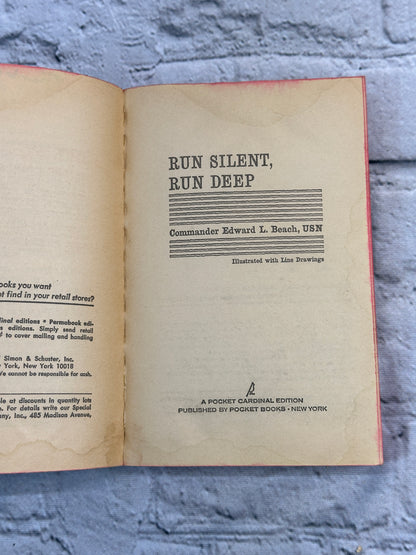 ooks you want
t find in your retail stores?
dinal editions * Permabook edi-
s editions. Simply send retail
¢ to cover mailing and handling
Simon & Schuster, Inc.
York, New York 10018
We cannot be responsible for cash.
le at discounts in quantity lots
For details write our Special
ny, Inc., 485 Madison Avenue,
RUN SILENT,
RUN DEEP
Commander Edward L. Beach, USN
Illustrated with Line Drawings
A POCKET CARDINAL EDITION
PUBLISHED BY POCKET BOOKS • NEW YORK